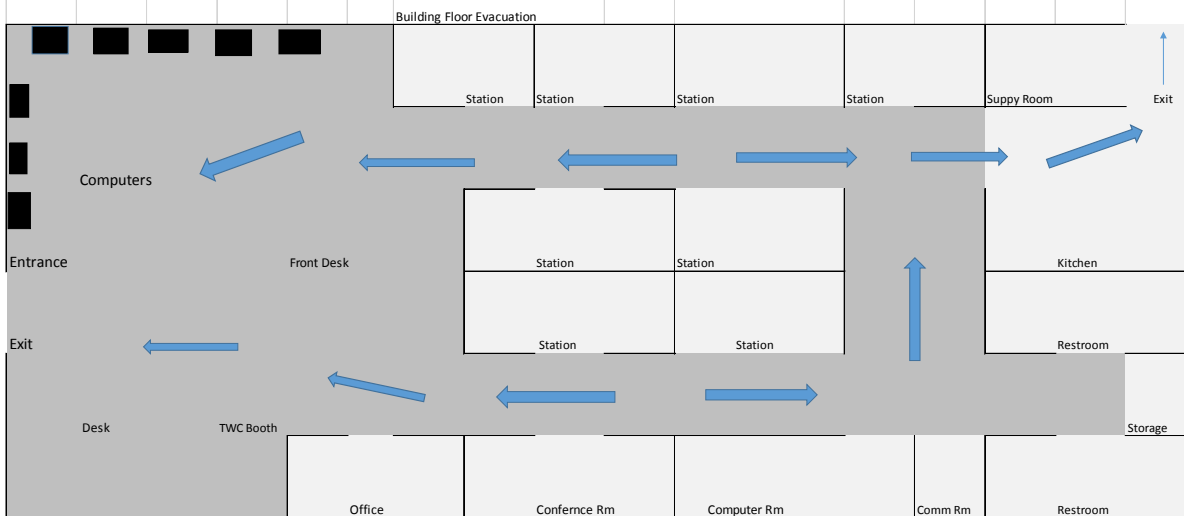 Building Floor Evacuation
Station
Station
Station
Station
Suppy Room
Exit
Computers
Entrance
Front Desk
Station
Station
Kitchen
Exit
Station
Station
Restroom
Desk
TWC Booth
Storage
Office
Confernce Rm
Computer Rm
Comm Rm
Restroom